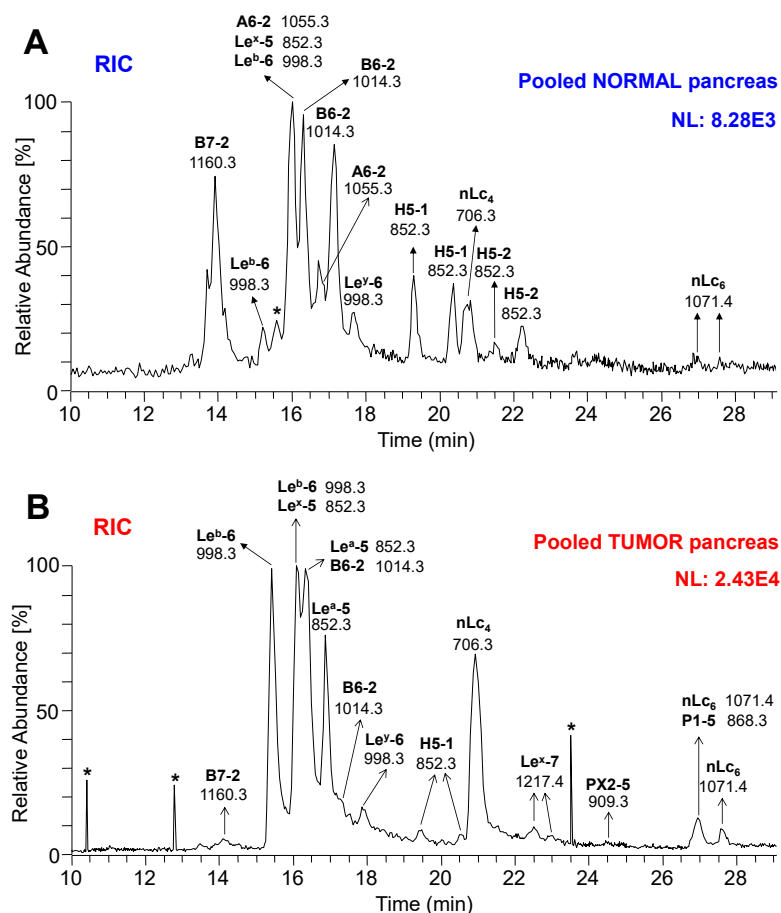 A
RIC
A6-2 1055.3
Leˣ-5 852.3
Leᵇ-6 998.3
B6-2
1014.3
Pooled NORMAL pancreas
NL: 8.28E3
B7-2
1160.3
B6-2
1014.3
A6-2
1055.3
Leᵇ-6
998.3
*
Leʸ-6
998.3
H5-1
852.3
nLc₄
706.3
H5-1
852.3
H5-2
852.3
H5-2
852.3
nLc₆
1071.4
Relative Abundance [%]
100
50
0
10 12 14 16 18 20 22 24 26 28
Time (min)
B
RIC
Leᵇ-6 998.3
Leˣ-5 852.3
Pooled TUMOR pancreas
NL: 2.43E4
Leᵇ-6
998.3
Leᵃ-5 852.3
B6-2 1014.3
Leᵃ-5
852.3
B6-2
1014.3
Leʸ-6
998.3
H5-1
852.3
nLc₄
706.3
*
*
B7-2
1160.3
Leˣ-7
1217.4
*
PX2-5
909.3
nLc₆ 1071.4
P1-5 868.3
nLc₆
1071.4
Relative Abundance [%]
100
50
0
10 12 14 16 18 20 22 24 26 28
Time (min)